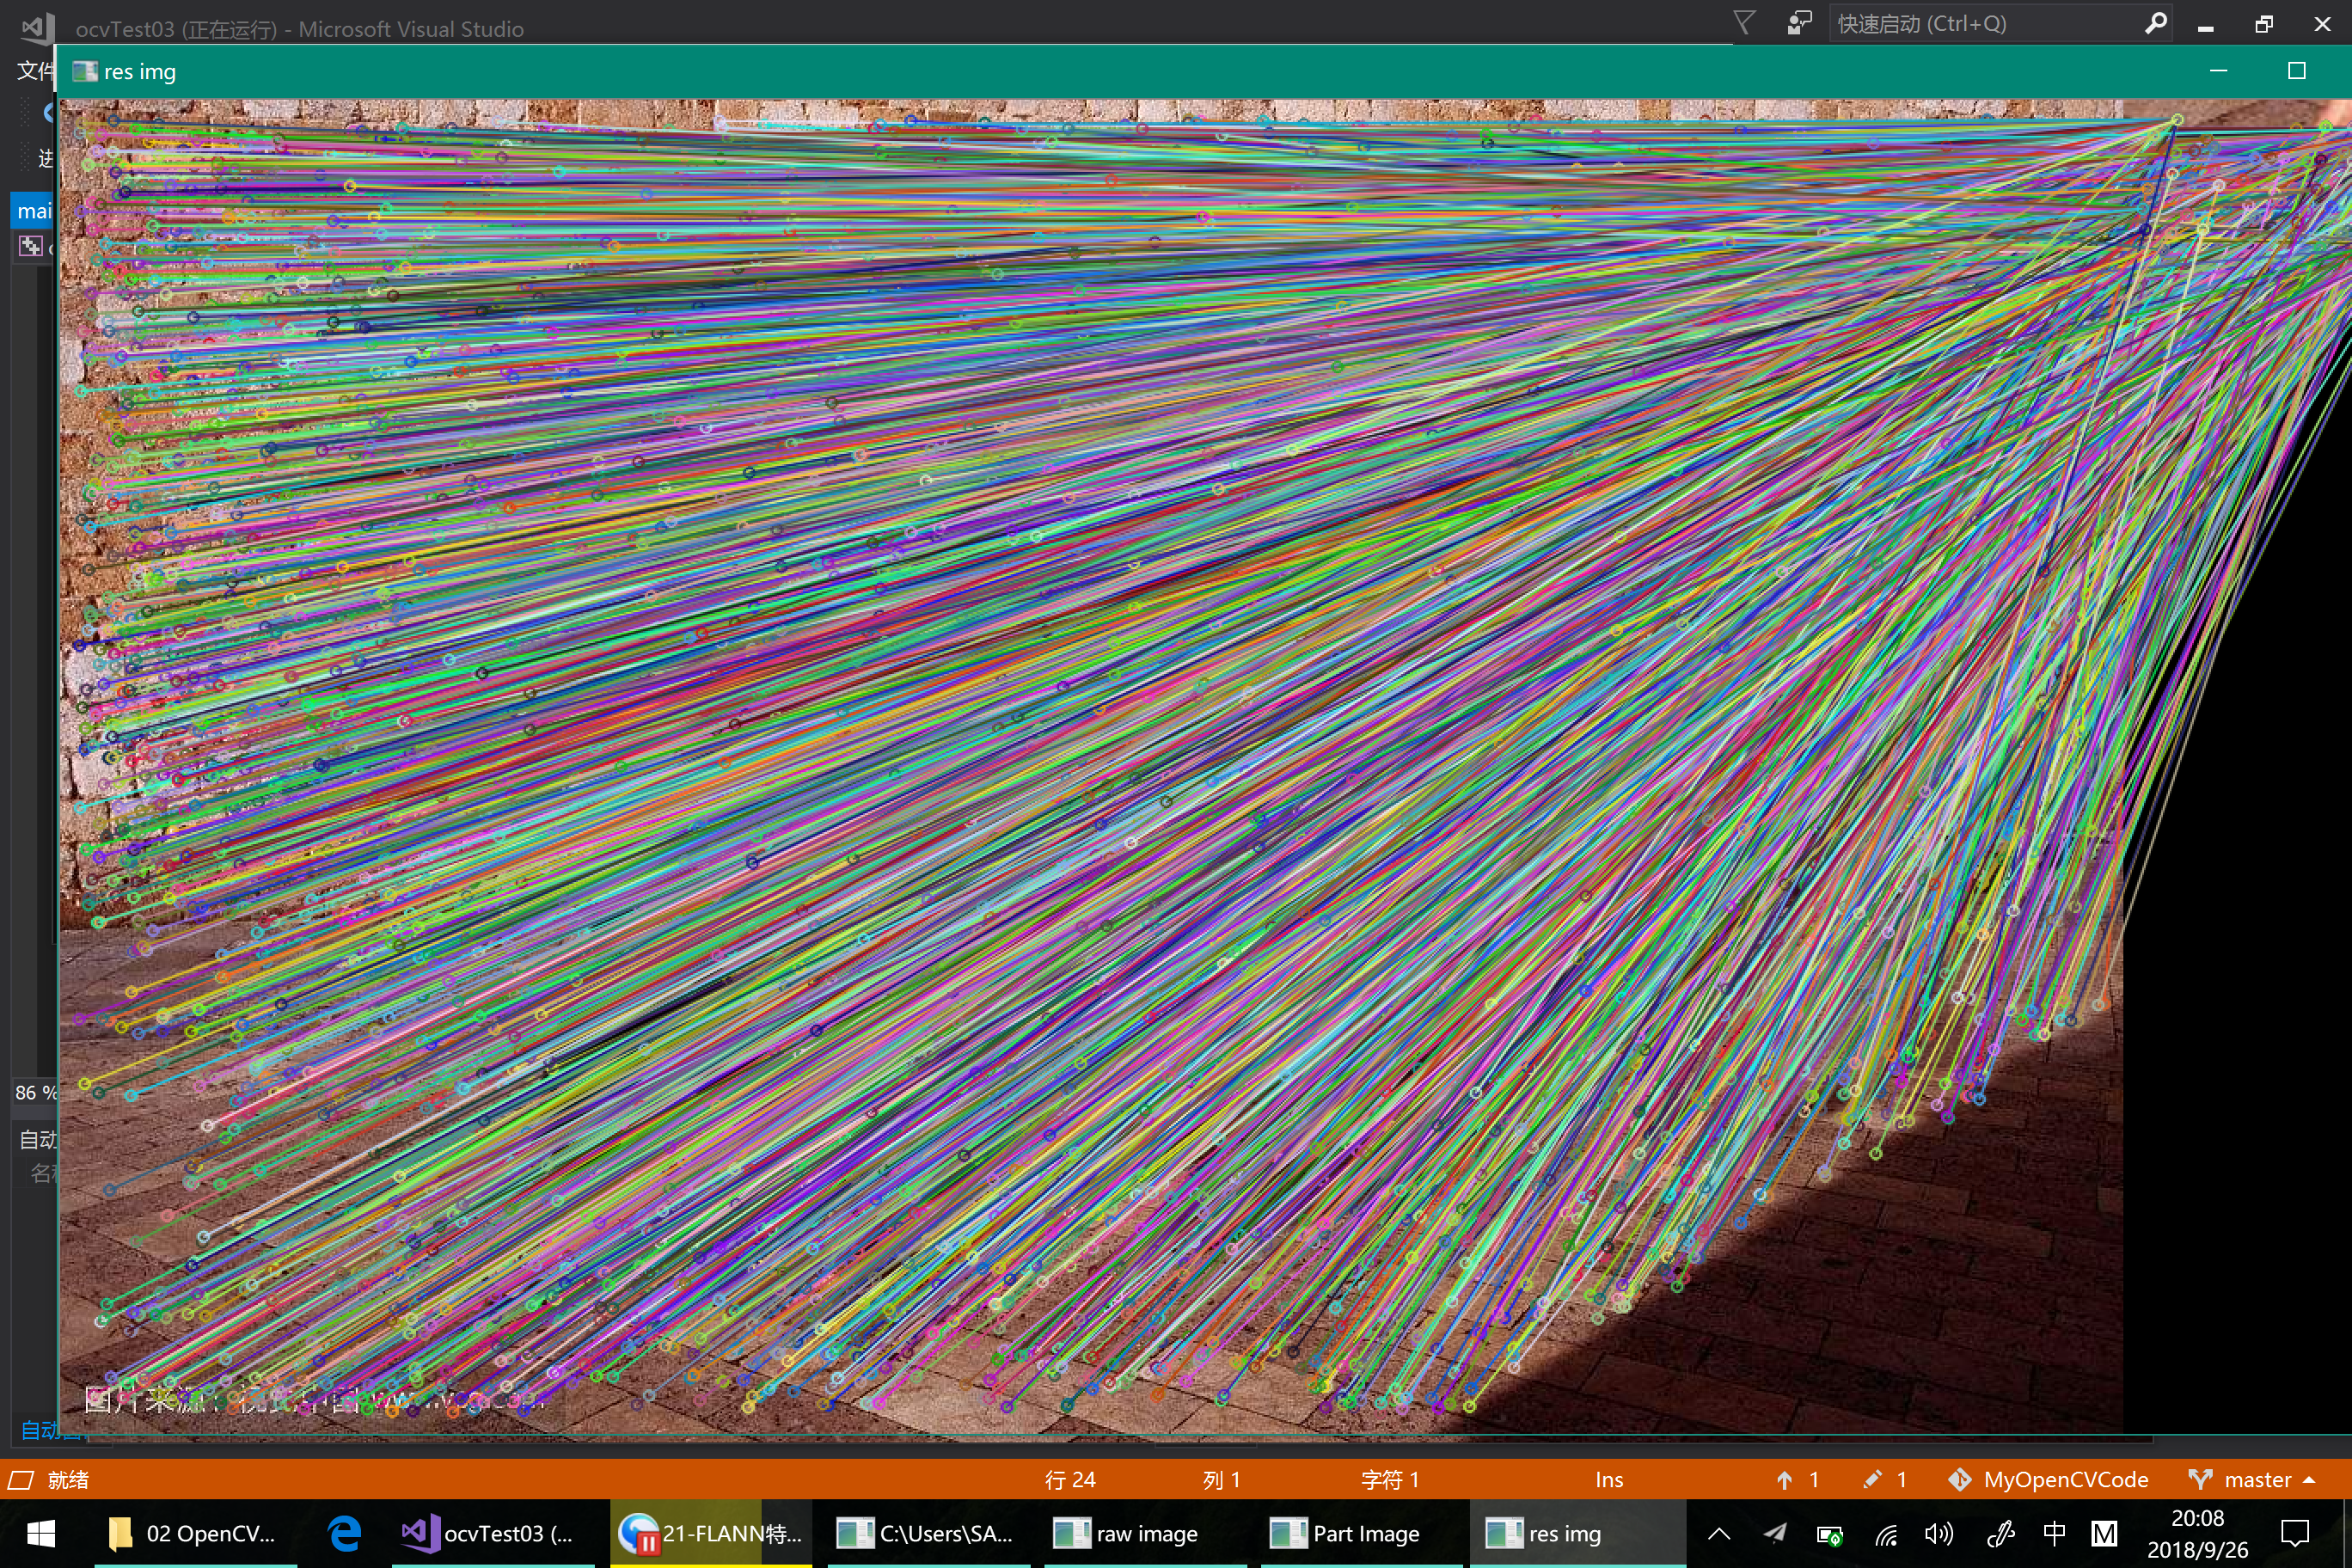 ocvTest03 (正在运行) - Microsoft Visual Studio
快速启动 (Ctrl+Q)
文件
res img
进
mai
86 %
自动
自动
就绪
行 24
列 1
字符 1
Ins
1
1
MyOpenCVCode
master
02 OpenCV...
ocvTest03 (...
21-FLANN特...
C:\Users\SA...
raw image
Part Image
res img
中
M
20:08
2018/9/26